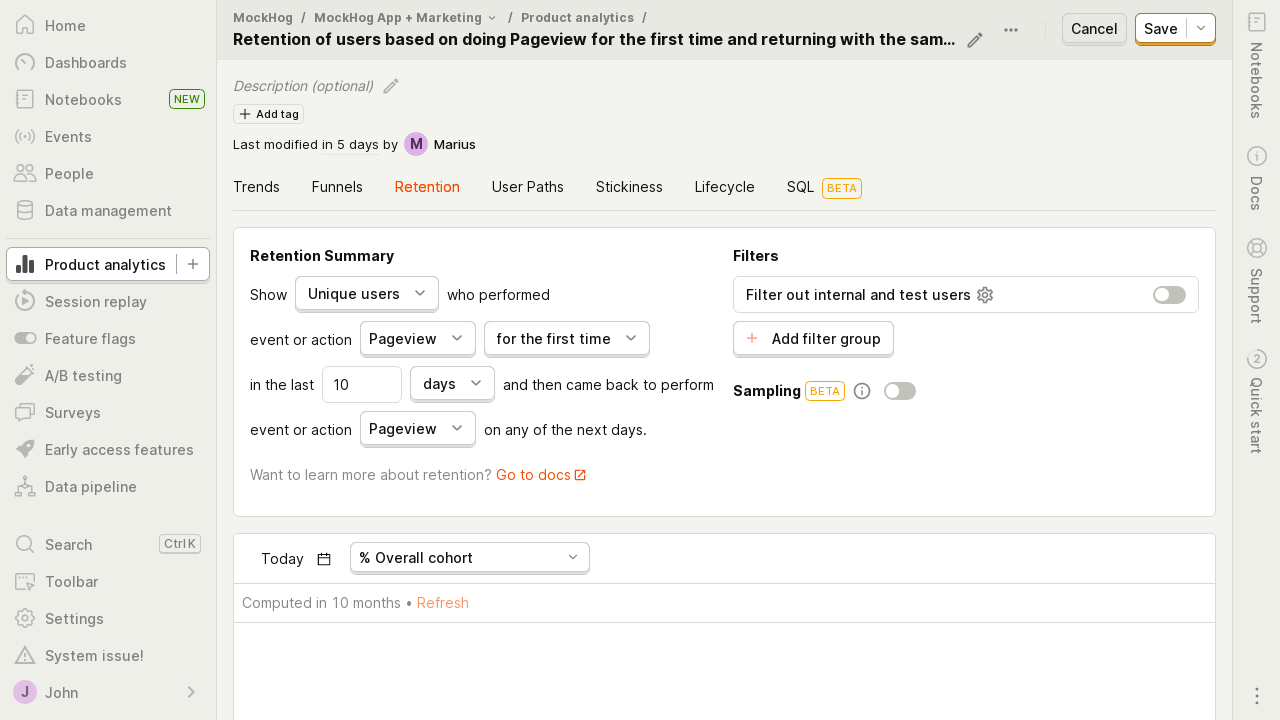 Home
Dashboards
Notebooks NEW
Events
People
Data management
Product analytics
Session replay
Feature flags
A/B testing
Surveys
Early access features
Data pipeline
Search Ctrl K
Toolbar
Settings
System issue!
J John
MockHog / MockHog App + Marketing / Product analytics /
Retention of users based on doing Pageview for the first time and returning with the sam...
Cancel
Save
Description (optional)
Add tag
Last modified in 5 days by M Marius
Trends Funnels Retention User Paths Stickiness Lifecycle SQL BETA
Retention Summary
Show Unique users who performed
event or action Pageview for the first time
in the last 10 days and then came back to perform
event or action Pageview on any of the next days.
Want to learn more about retention? Go to docs
Filters
Filter out internal and test users
Add filter group
Sampling BETA
Today % Overall cohort
Computed in 10 months • Refresh
Notebooks
Docs
Support
2 Quick start